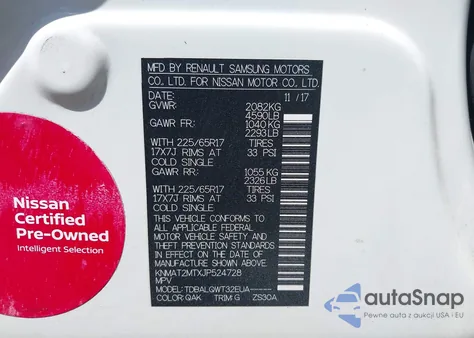 MFD BY RENAULT SAMSUNG MOTORS
CO., LTD. FOR NISSAN MOTOR CO., LTD.
DATE: 11 / 17
GVWR: 2082KG
4590LB
GAWR FR: 1040 KG
2293LB
WITH 225/65R17 TIRES
17X7J RIMS AT 33 PSI
COLD SINGLE
GAWR RR: 1055 KG
2326LB
WITH 225/65R17 TIRES
17X7J RIMS AT 33 PSI
COLD SINGLE
THIS VEHICLE CONFORMS TO
ALL APPLICABLE FEDERAL
MOTOR VEHICLE SAFETY AND
THEFT PREVENTION STANDARDS
IN EFFECT ON THE DATE OF
MANUFACTURE SHOWN ABOVE
KNMAT2MTXJP524728
MPV
MODEL:TDBALQWT32EUA
COLOR:QAK TRIM:G ZS30A
Nissan
Certified
Pre-Owned
Intelligent Selection
autoSnap
Pewne auta z aukcji USA i EU